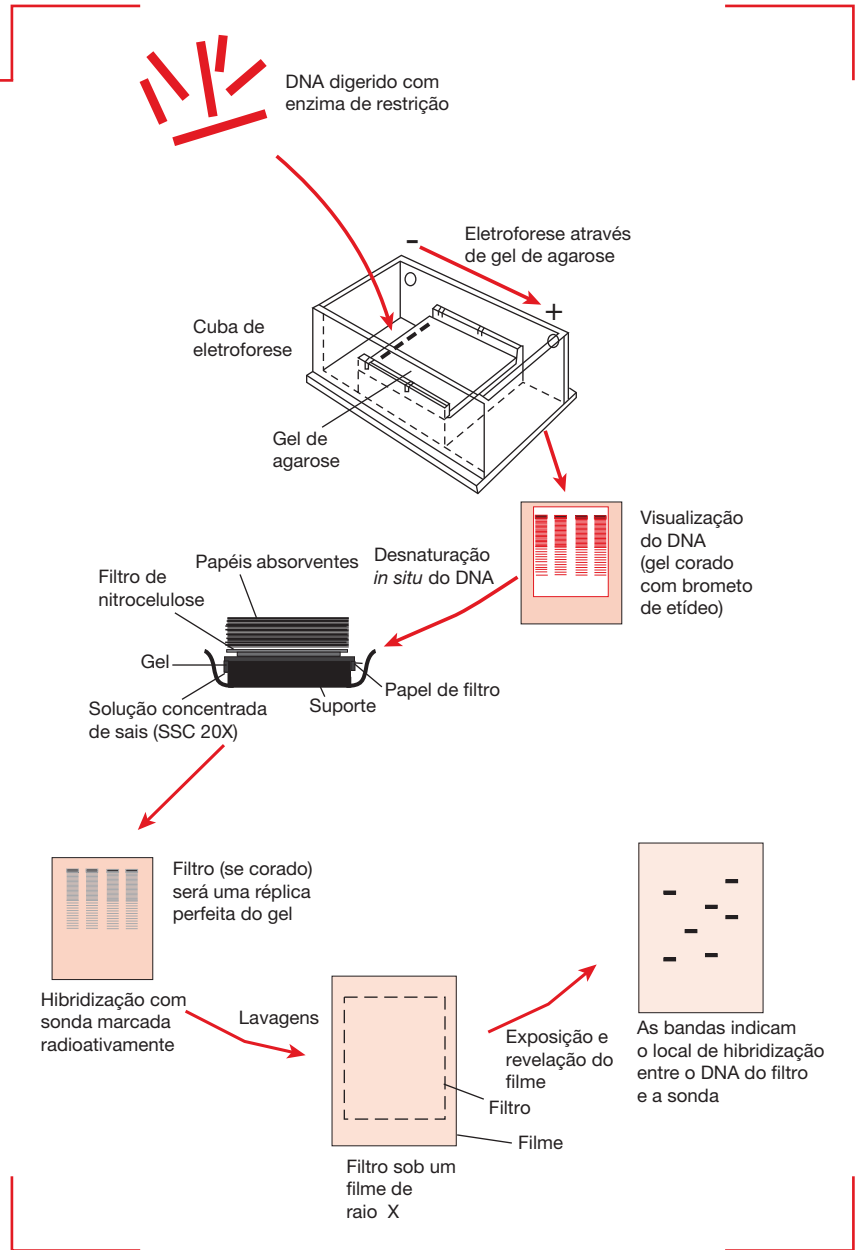 DNA digerido com
enzima de restrição
-
Eletroforese através
de gel de agarose
+
Cuba de
eletroforese
Gel de
agarose
Visualização
do DNA
(gel corado
com brometo
de etídeo)
Desnaturação
in situ do DNA
Papéis absorventes
Filtro de
nitrocelulose
Gel
Papel de filtro
Suporte
Solução concentrada
de sais (SSC 20X)
Filtro (se corado)
será uma réplica
perfeita do gel
Hibridização com
sonda marcada
radioativamente
Lavagens
Exposição e
revelação do
filme
Filtro
Filme
Filtro sob um
filme de
raio X
As bandas indicam
o local de hibridização
entre o DNA do filtro
e a sonda